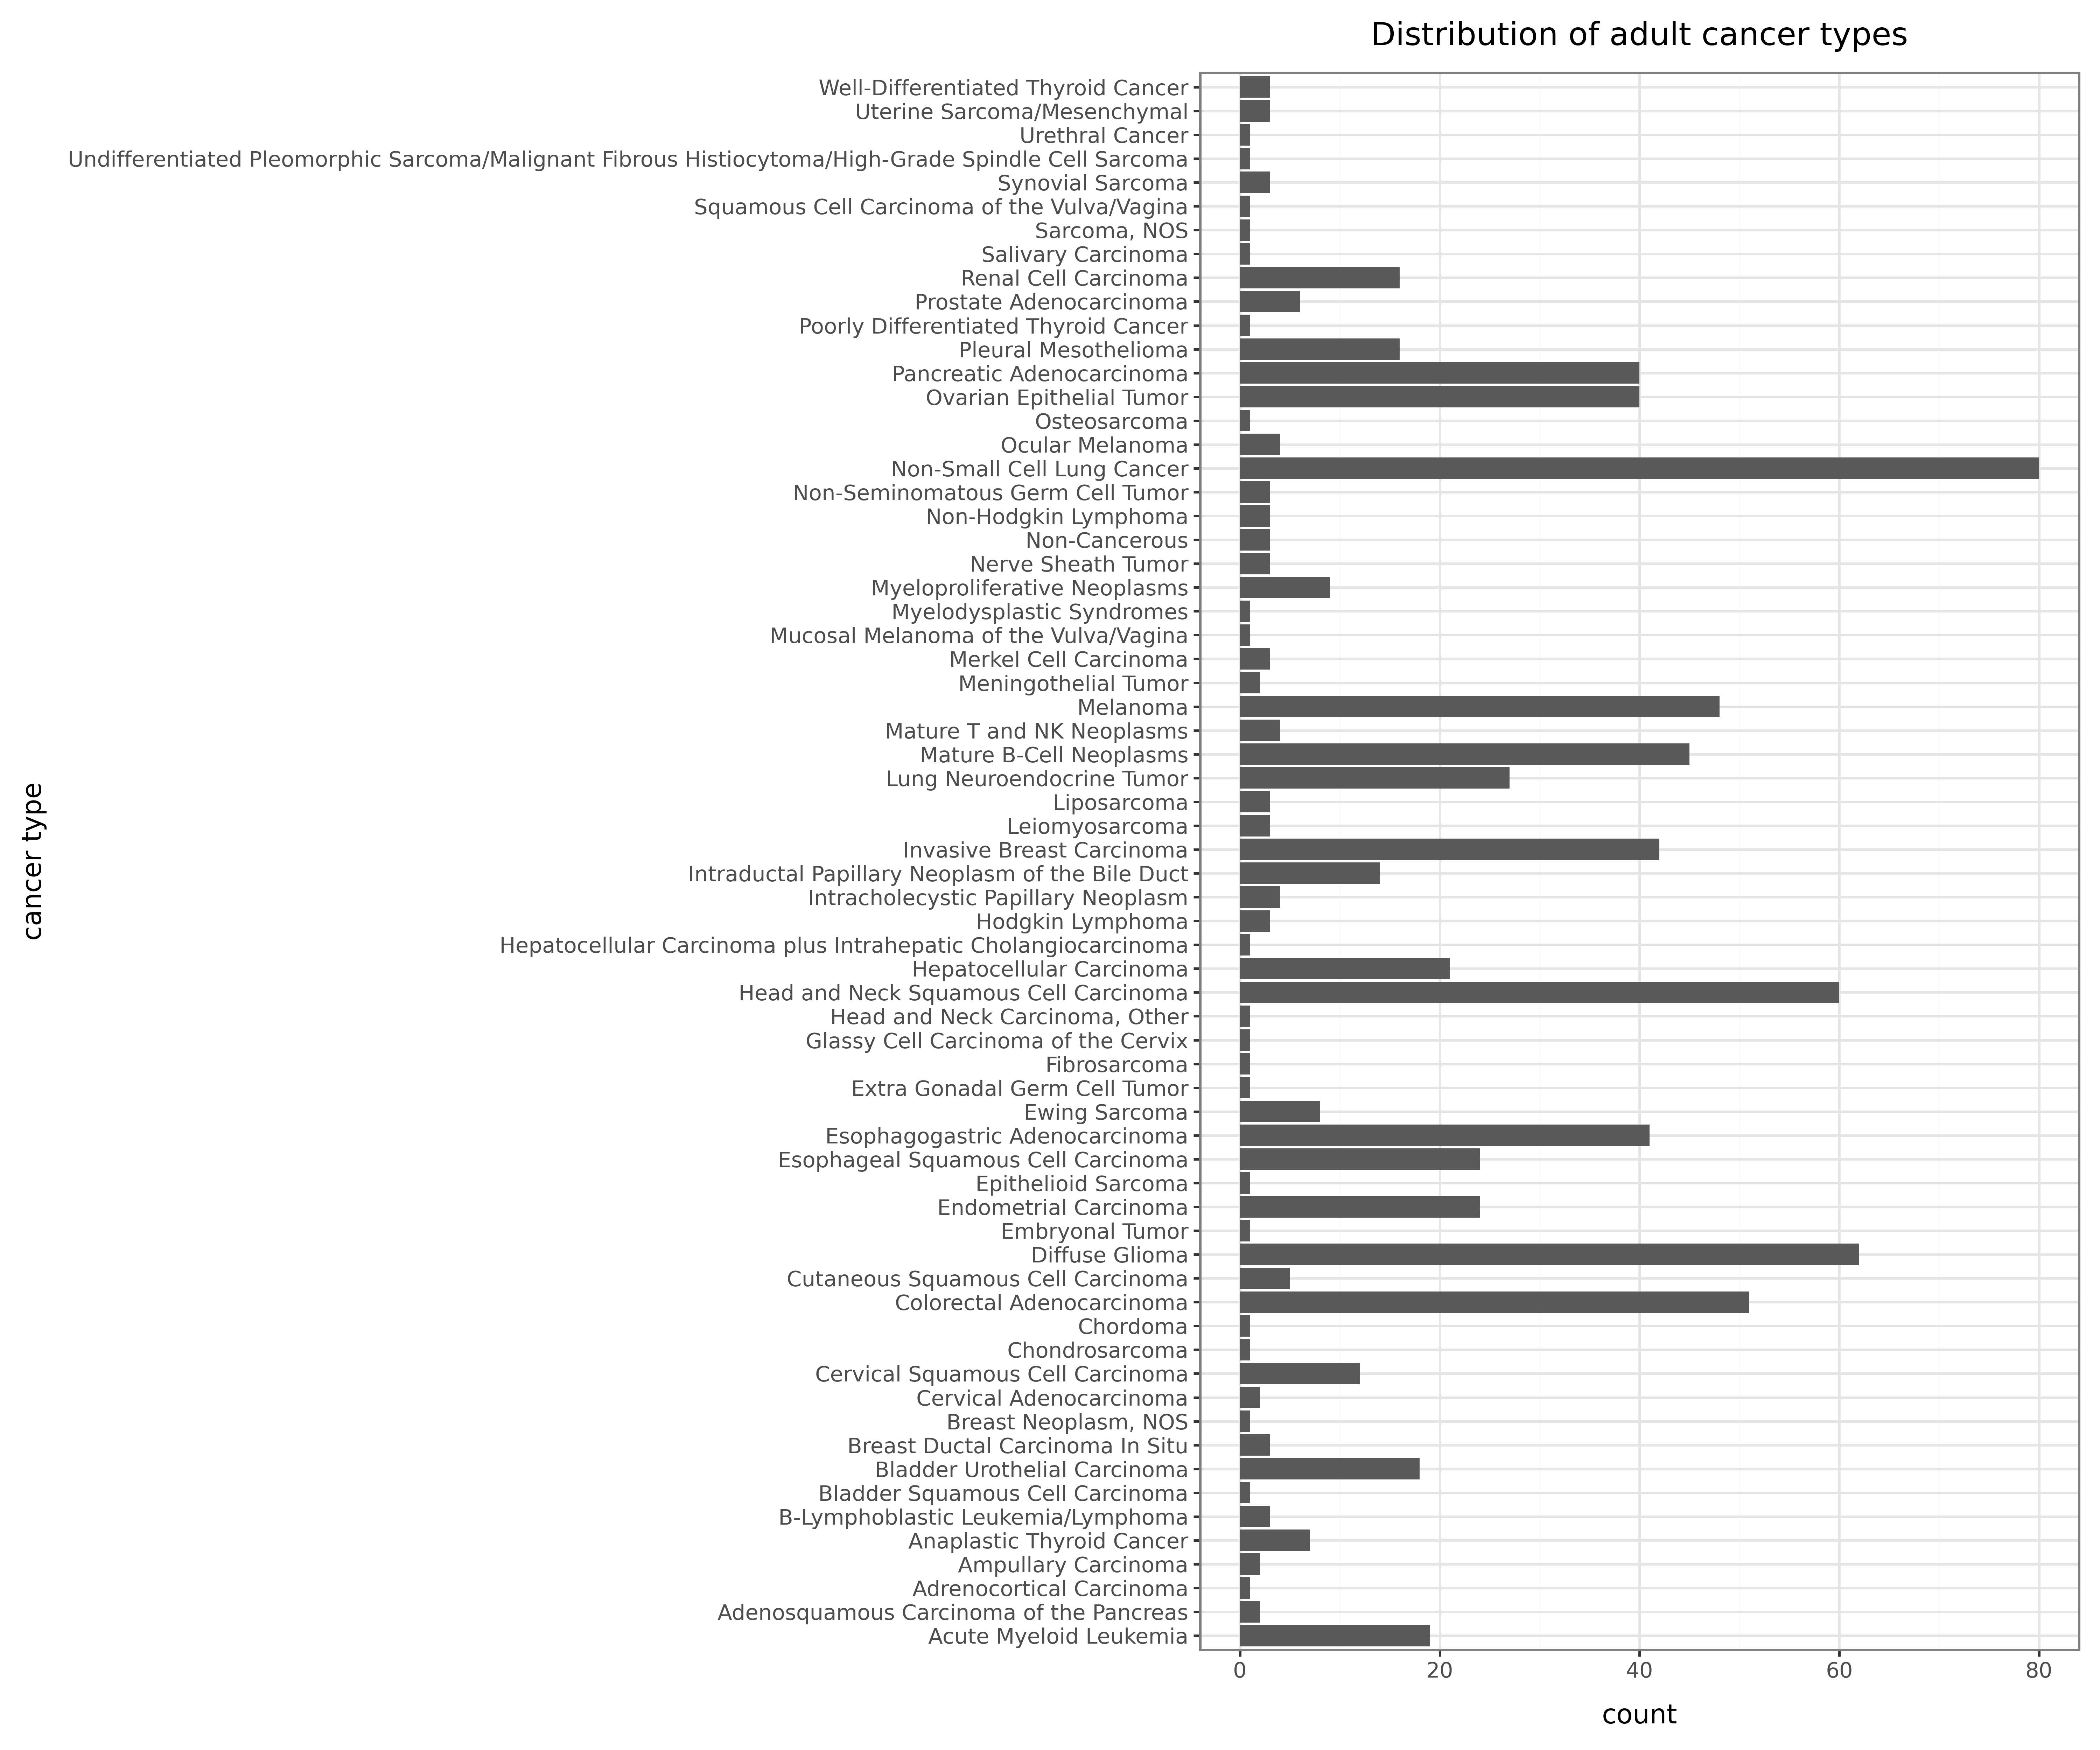 Distribution of adult cancer types
Well-Differentiated Thyroid Cancer
Uterine Sarcoma/Mesenchymal
Urethral Cancer
Undifferentiated Pleomorphic Sarcoma/Malignant Fibrous Histiocytoma/High-Grade Spindle Cell Sarcoma
Synovial Sarcoma
Squamous Cell Carcinoma of the Vulva/Vagina
Sarcoma, NOS
Salivary Carcinoma
Renal Cell Carcinoma
Prostate Adenocarcinoma
Poorly Differentiated Thyroid Cancer
Pleural Mesothelioma
Pancreatic Adenocarcinoma
Ovarian Epithelial Tumor
Osteosarcoma
Ocular Melanoma
Non-Small Cell Lung Cancer
Non-Seminomatous Germ Cell Tumor
Non-Hodgkin Lymphoma
Non-Cancerous
Nerve Sheath Tumor
Myeloproliferative Neoplasms
Myelodysplastic Syndromes
Mucosal Melanoma of the Vulva/Vagina
Merkel Cell Carcinoma
Meningothelial Tumor
Melanoma
Mature T and NK Neoplasms
Mature B-Cell Neoplasms
Lung Neuroendocrine Tumor
Liposarcoma
Leiomyosarcoma
Invasive Breast Carcinoma
Intraductal Papillary Neoplasm of the Bile Duct
Intracholecystic Papillary Neoplasm
Hodgkin Lymphoma
Hepatocellular Carcinoma plus Intrahepatic Cholangiocarcinoma
Hepatocellular Carcinoma
Head and Neck Squamous Cell Carcinoma
Head and Neck Carcinoma, Other
Glassy Cell Carcinoma of the Cervix
Fibrosarcoma
Extra Gonadal Germ Cell Tumor
Ewing Sarcoma
Esophagogastric Adenocarcinoma
Esophageal Squamous Cell Carcinoma
Epithelioid Sarcoma
Endometrial Carcinoma
Embryonal Tumor
Diffuse Glioma
Cutaneous Squamous Cell Carcinoma
Colorectal Adenocarcinoma
Chordoma
Chondrosarcoma
Cervical Squamous Cell Carcinoma
Cervical Adenocarcinoma
Breast Neoplasm, NOS
Breast Ductal Carcinoma In Situ
Bladder Urothelial Carcinoma
Bladder Squamous Cell Carcinoma
B-Lymphoblastic Leukemia/Lymphoma
Anaplastic Thyroid Cancer
Ampullary Carcinoma
Adrenocortical Carcinoma
Adenosquamous Carcinoma of the Pancreas
Acute Myeloid Leukemia
cancer type
0 20 40 60 80
count